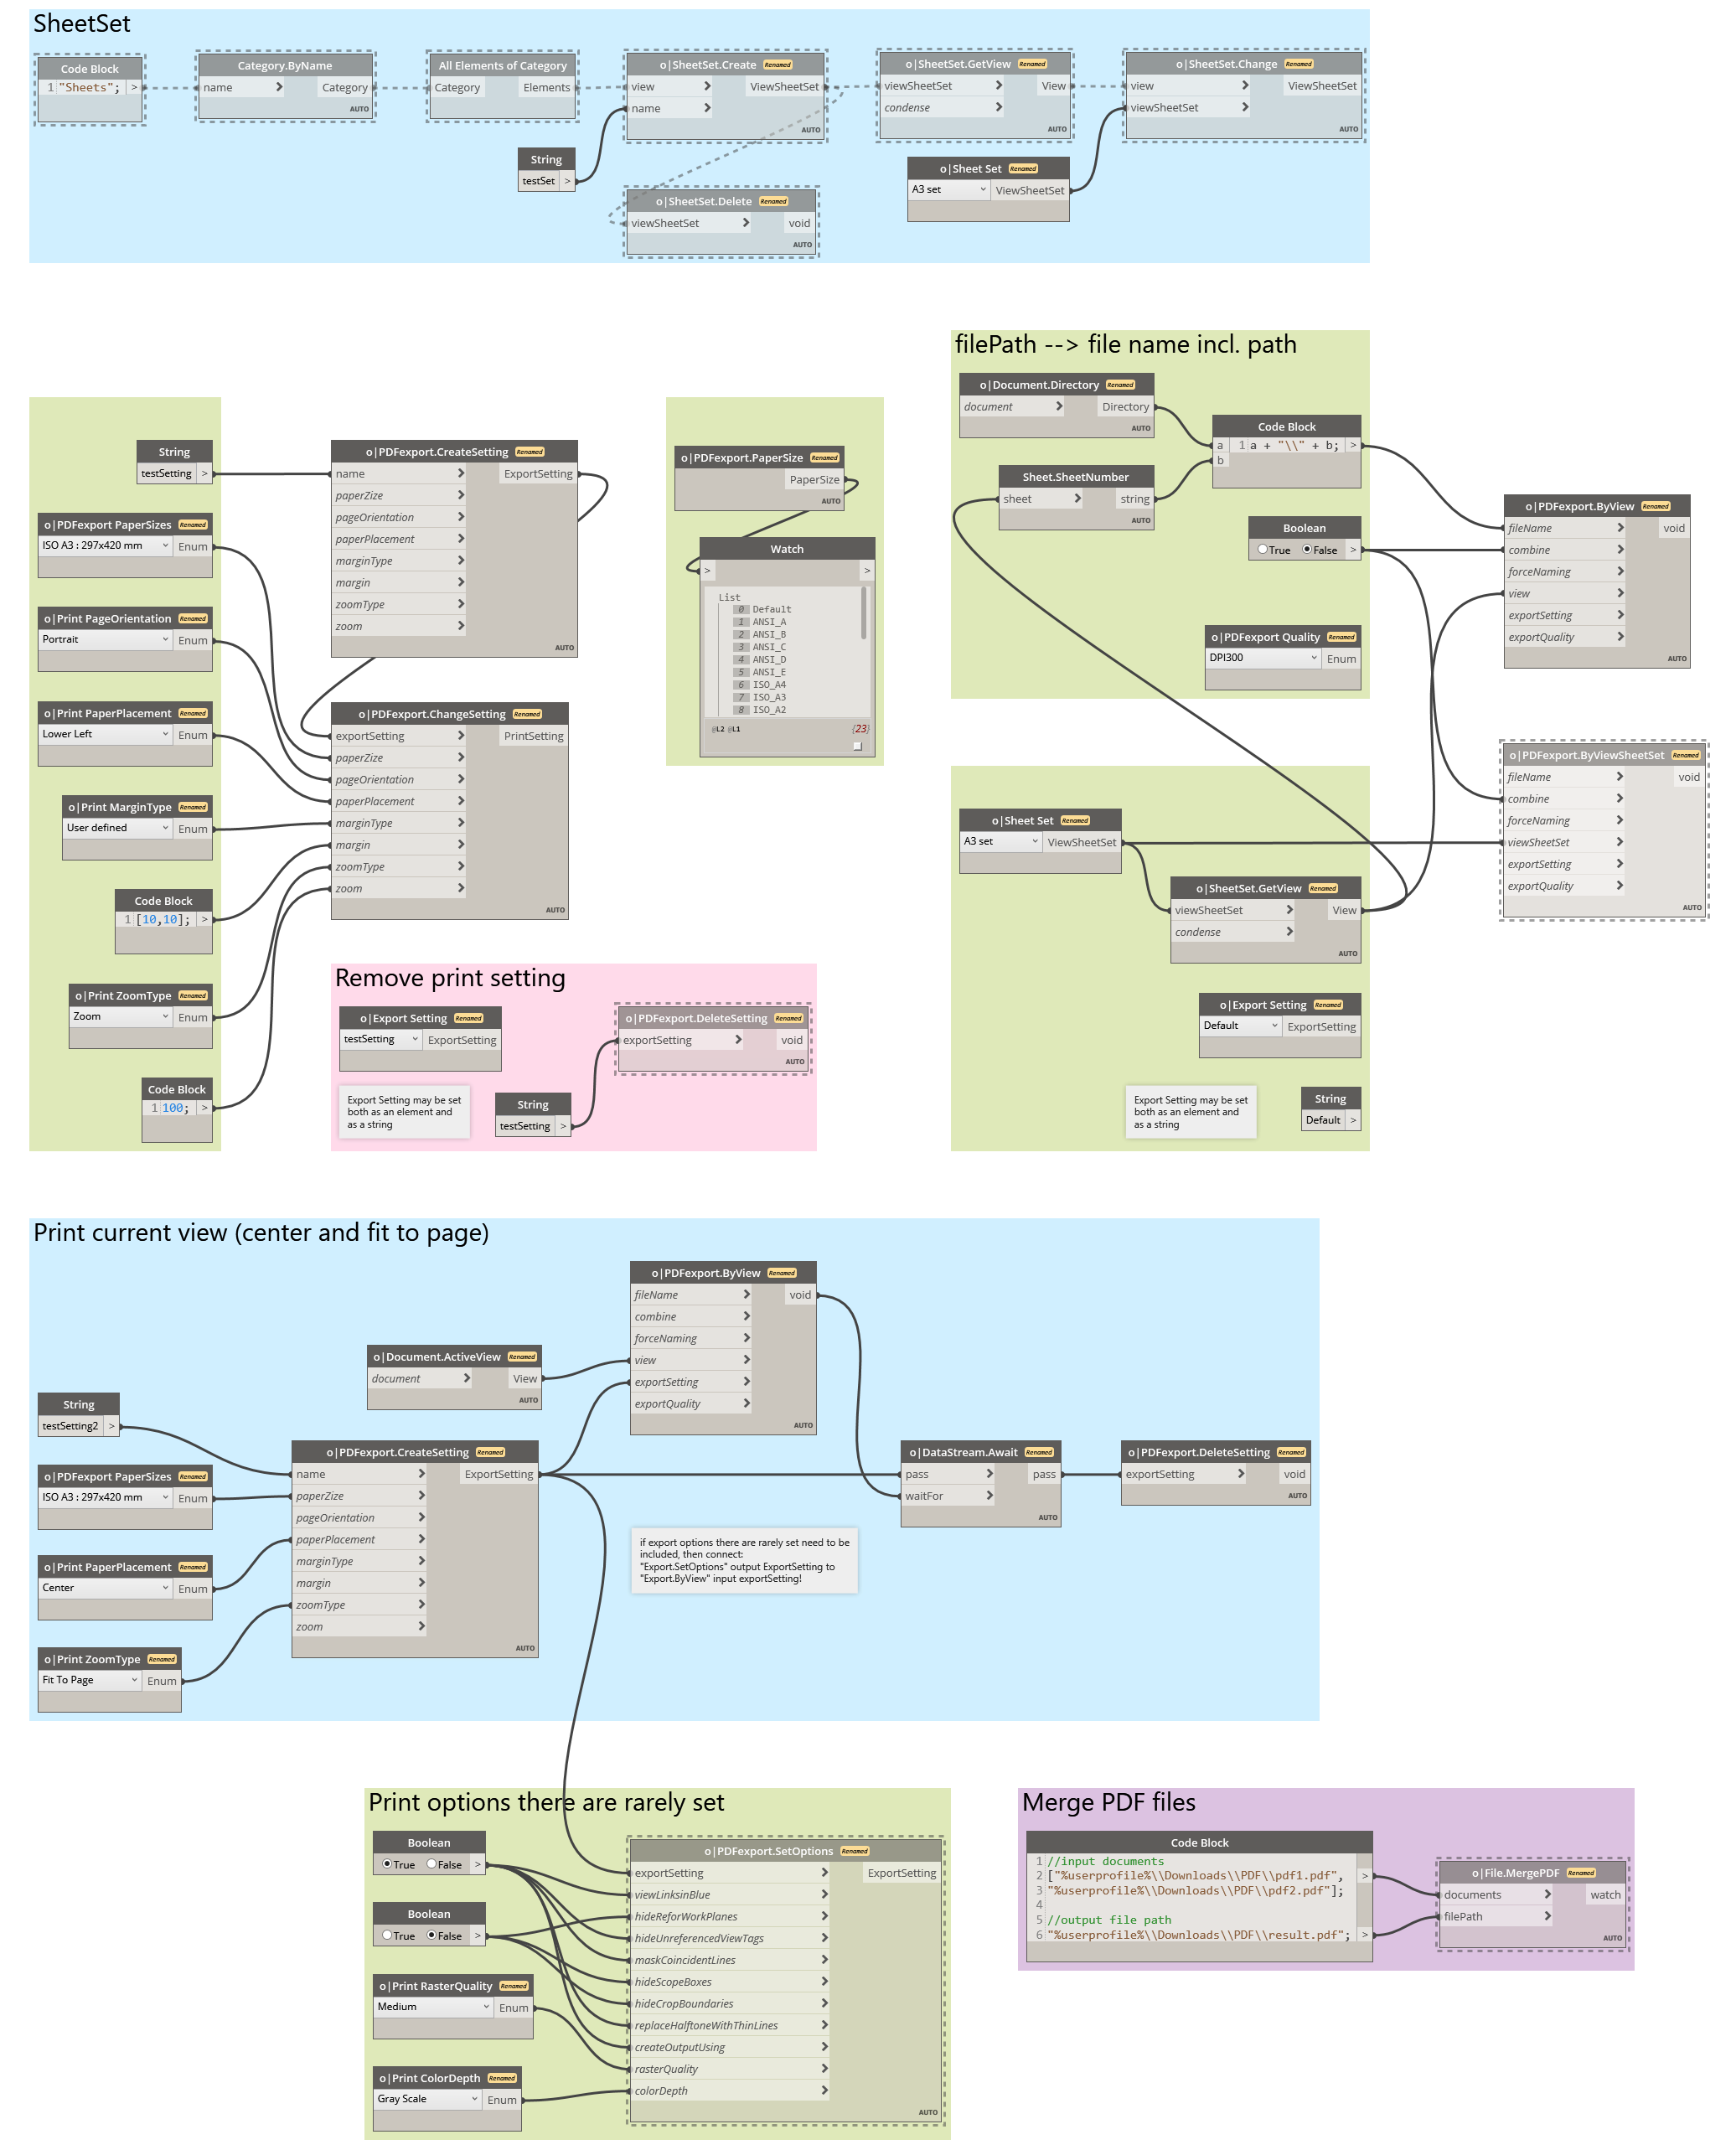 SheetSet
Code Block
1 "Sheets"; >
Category.ByName
name > Category
AUTO
All Elements of Category
Category Elements
o|SheetSet.Create Renamed
view > ViewSheetSet
name >
AUTO
o|SheetSet.GetView Renamed
viewSheetSet > View
condense >
AUTO
o|SheetSet.Change Renamed
view > ViewSheetSet
viewSheetSet >
AUTO
String
testSet >
o|Sheet Set Renamed
A3 set ViewSheetSet
o|SheetSet.Delete Renamed
viewSheetSet > void
AUTO
String
testSetting >
o|PDFexport PaperSizes Renamed
ISO A3 : 297x420 mm Enum
o|Print PageOrientation Renamed
Portrait Enum
o|Print PaperPlacement Renamed
Lower Left Enum
o|Print MarginType Renamed
User defined Enum
Code Block
1 [10,10]; >
o|Print ZoomType Renamed
Zoom Enum
Code Block
1 100; >
o|PDFexport.CreateSetting Renamed
name > ExportSetting
paperZize >
pageOrientation >
paperPlacement >
marginType >
margin >
zoomType >
zoom >
AUTO
o|PDFexport.ChangeSetting Renamed
exportSetting > PrintSetting
paperZize >
pageOrientation >
paperPlacement >
marginType >
margin >
zoomType >
zoom >
AUTO
o|PDFexport.PaperSize Renamed
PaperSize
AUTO
Watch
> >
List
0 Default
1 ANSI_A
2 ANSI_B
3 ANSI_C
4 ANSI_D
5 ANSI_E
6 ISO_A4
7 ISO_A3
8 ISO_A2
@L2 @L1 {23}
Remove print setting
o|Export Setting Renamed
testSetting ExportSetting
Export Setting may be set
both as an element and
as a string
String
testSetting >
o|PDFexport.DeleteSetting Renamed
exportSetting > void
AUTO
filePath --> file name incl. path
o|Document.Directory Renamed
document > Directory
AUTO
Sheet.SheetNumber
sheet > string
AUTO
Code Block
a 1 a + "\\" + b; >
b
Boolean
True False >
o|PDFexport Quality Renamed
DPI300 Enum
o|PDFexport.ByView Renamed
fileName > void
combine >
forceNaming >
view >
exportSetting >
exportQuality >
AUTO
o|PDFexport.ByViewSheetSet Renamed
fileName > void
combine >
forceNaming >
viewSheetSet >
exportSetting >
exportQuality >
AUTO
o|Sheet Set Renamed
A3 set ViewSheetSet
o|SheetSet.GetView Renamed
viewSheetSet > View
condense >
AUTO
o|Export Setting Renamed
Default ExportSetting
Export Setting may be set
both as an element and
as a string
String
Default >
Print current view (center and fit to page)
String
testSetting2 >
o|PDFexport PaperSizes Renamed
ISO A3 : 297x420 mm Enum
o|Print PaperPlacement Renamed
Center Enum
o|Print ZoomType Renamed
Fit To Page Enum
o|Document.ActiveView Renamed
document > View
AUTO
o|PDFexport.CreateSetting Renamed
name > ExportSetting
paperZize >
pageOrientation >
paperPlacement >
marginType >
margin >
zoomType >
zoom >
AUTO
o|PDFexport.ByView Renamed
fileName > void
combine >
forceNaming >
view >
exportSetting >
exportQuality >
AUTO
if export options there are rarely set need to be
included, then connect:
"Export.SetOptions" output ExportSetting to
"Export.ByView" input exportSetting!
o|DataStream.Await Renamed
pass > pass
waitFor >
AUTO
o|PDFexport.DeleteSetting Renamed
exportSetting > void
AUTO
Print options there are rarely set
Boolean
True False >
Boolean
True False >
o|Print RasterQuality Renamed
Medium Enum
o|Print ColorDepth Renamed
Gray Scale Enum
o|PDFexport.SetOptions Renamed
exportSetting > ExportSetting
viewLinksinBlue >
hideReforWorkPlanes >
hideUnreferencedViewTags >
maskCoincidentLines >
hideScopeBoxes >
hideCropBoundaries >
replaceHalftoneWithThinLines >
createOutputUsing >
rasterQuality >
colorDepth >
AUTO
Merge PDF files
Code Block
1 //input documents
2 ["%userprofile%\\Downloads\\PDF\\pdf1.pdf", >
3 "%userprofile%\\Downloads\\PDF\\pdf2.pdf"];
4
5 //output file path
6 "%userprofile%\\Downloads\\PDF\\result.pdf"; >
o|File.MergePDF Renamed
documents > watch
filePath >
AUTO